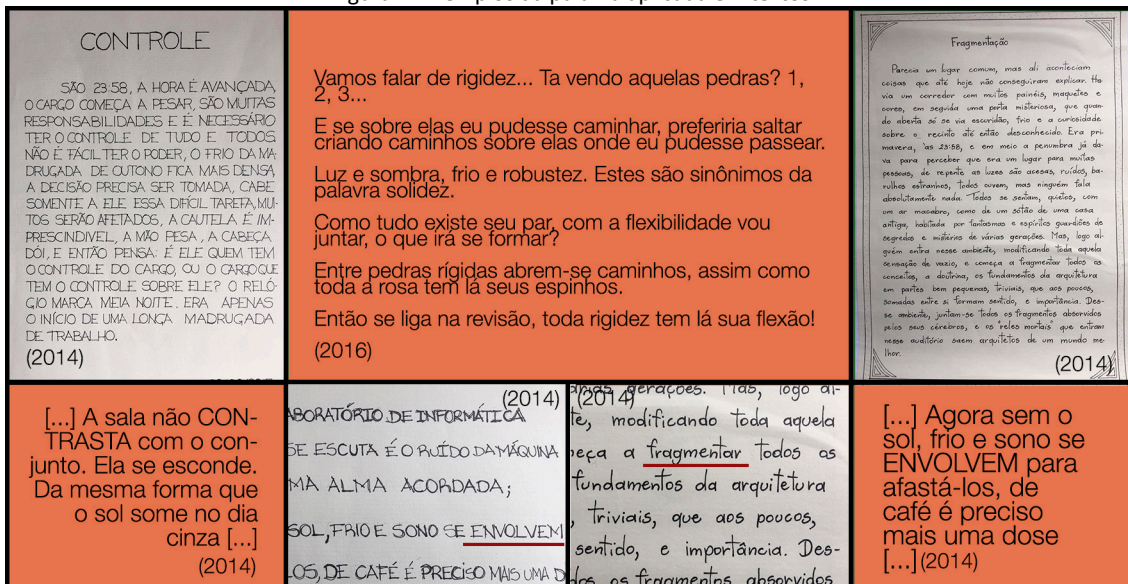 CONTROLE
SÃO 23:58, A HORA É AVANÇADA,
O CARGO COMEÇA A PESAR, SÃO MUITAS
RESPONSABILIDADES E É NECESSÁRIO
TER O CONTROLE DE TUDO E TODOS.
NÃO É FÁCIL TER O PODER, O FRIO DA MA
DRUGADA DE OUTONO FICA MAIS DENSA,
A DECISÃO PRECISA SER TOMADA, CABE
SOMENTE A ELE ESSA DIFÍCIL TAREFA, MUI-
TOS SERÃO AFETADOS, A CAUTELA É IM-
PRESCINDIVEL, A MÃO PESA, A CABEÇA
DÓI, E ENTÃO PENSA: É ELE QUEM TEM
O CONTROLE DO CARGO, OU O CARGO QUE
TEM O CONTROLE SOBRE ELE? O RELÓ-
GIO MARCA MEIA NOITE. ERA APENAS
O INÍCIO DE UMA LONGA MADRUGADA
DE TRABALHO.
(2014)
Vamos falar de rigidez... Ta vendo aquelas pedras? 1,
2, 3...
E se sobre elas eu pudesse caminhar, preferiria saltar
criando caminhos sobre elas onde eu pudesse passear.
Luz e sombra, frio e robustez. Estes são sinônimos da
palavra solidez.
Como tudo existe seu par, com a flexibilidade vou
juntar, o que irá se formar?
Entre pedras rígidas abrem-se caminhos, assim como
toda a rosa tem lá seus espinhos.
Então se liga na revisão, toda rigidez tem lá sua flexão!
(2016)
Fragmentação
Parecia um lugar comum, mas ali aconteciam
coisas que até hoje não conseguiram explicar. Ha
via um corredor com muitos painéis, maquetes e
cores, em seguida uma porta misteriosa, que quan-
do aberta só se via escuridão, frio e a curiosidade
sobre o recinto até então desconhecido. Era pri
mavera, às 23:58, e em meio a penumbra já da-
va para perceber que era um lugar para muitas
pessoas, de repente as luzes são acesas, ruídos, ba-
rulhos estranhos, todos ouvem, mas ninguém fala
absolutamente nada. Todos se sentam, quietos, com
um ar macabro, como de um sótão de uma casa
antiga, habitada por fantasmas e espíritos guardiões de
segredos e mistérios de várias gerações. Mas, logo al-
guém entra nesse ambiente, modificando toda aquela
sensação de vazio, e começa a fragmentar todos os
conceitos, a doutrina, os fundamentos da arquitetura
em partes bem pequenas, triviais, que aos poucos,
somadas entre si formam sentido, e importância. Des-
se ambiente, juntam-se todos os fragmentos absorvidos
pelos seus cérebros, e os "reles mortais" que entram
nesse auditório saem arquitetos de um mundo me
lhor.
(2014)
[...] A sala não CON-
TRASTA com o con-
junto. Ela se esconde.
Da mesma forma que
o sol some no dia
cinza [...]
(2014)
(2014)
ABORATÓRIO DE INFORMÁTICA
SE ESCUTA É O RUÍDO DA MÁQUINA
MA ALMA ACORDADA;
SOL, FRIO E SONO SE ENVOLVEM
LOS, DE CAFÉ É PRECISO MAIS UMA D
(2014)
gerações. Mas, logo al-
te, modificando toda aquela
eça a fragmentar todos os
fundamentos da arquitetura
, triviais, que aos poucos,
sentido, e importância. Des-
dos os fragmentos absorvidos
[...] Agora sem o
sol, frio e sono se
ENVOLVEM para
afastá-los, de
café é preciso
mais uma dose
[...] (2014)